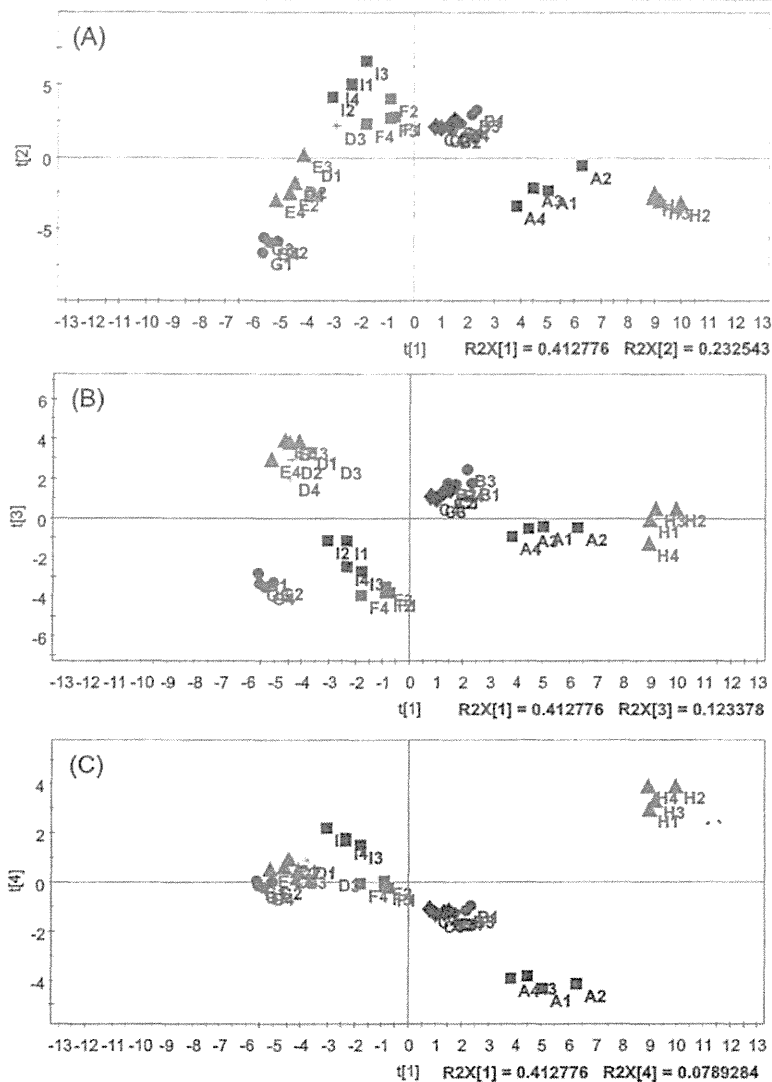 (A)
I3
I1
I4
I2
F2
D3
F4
E3
D1
E2
E4
G1
A2
A3
A1
A4
H3
H2
5
0
-5
t[2]
-13 -12 -11 -10 -9 -8 -7 -6 -5 -4 -3 -2 -1 0 1 2 3 4 5 6 7 8 9 10 11 12 13
t[1] R2X[1] = 0.412776 R2X[2] = 0.232543
(B)
D1 D3
E4 D2
D4
B3
B1
I2 I1
I4 I3
F4
A4 A1 A2
H3 H2
H1
H4
6
4
2
0
-2
-4
-6
t[3]
-13 -12 -11 -10 -9 -8 -7 -6 -5 -4 -3 -2 -1 0 1 2 3 4 5 6 7 8 9 10 11 12 13
t[1] R2X[1] = 0.412776 R2X[3] = 0.123378
(C)
H4 H2
H3
H1
I4 I3
D1
D3
F4
A4
A1 A2
4
2
0
-2
-4
t[4]
-13 -12 -11 -10 -9 -8 -7 -6 -5 -4 -3 -2 -1 0 1 2 3 4 5 6 7 8 9 10 11 12 13
t[1] R2X[1] = 0.412776 R2X[4] = 0.0789284